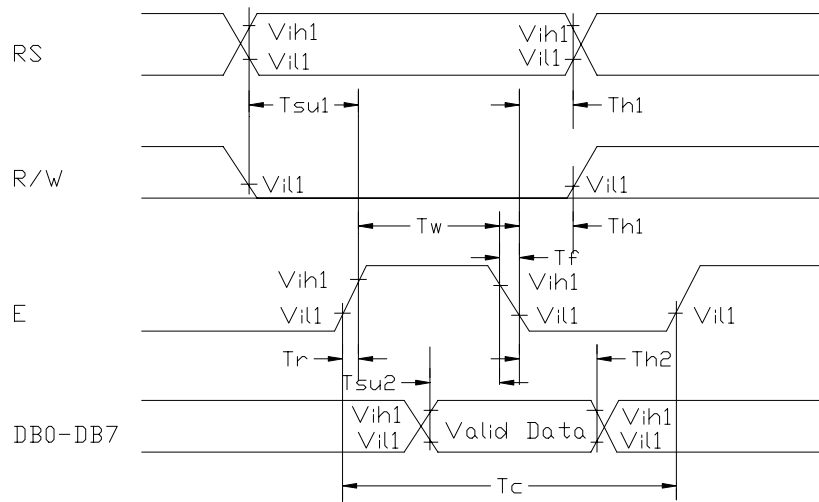 RS
Vih1
Vil1
Vih1
Vil1
Tsu1
Th1
R/W
Vil1
Vil1
Tw
Th1
Tf
E
Vih1
Vil1
Vih1
Vil1
Vil1
Tr
Tsu2
Th2
DB0-DB7
Vih1
Vil1
Valid Data
Vih1
Vil1
Tc